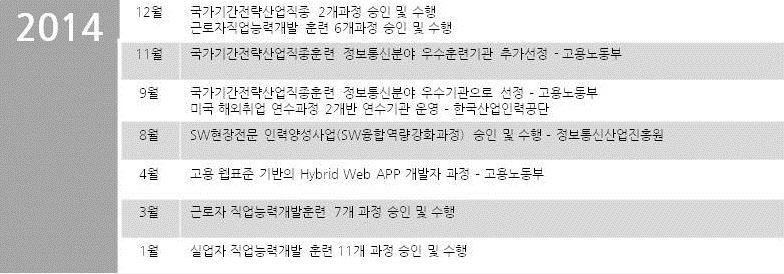 2014
12월 국가기간전략산업직종 2개과정 승인 및 수행
근로자직업능력개발 훈련 6개과정 승인 및 수행
11월 국가기간전략산업직종훈련 정보통신분야 우수훈련기관 추가선정 - 고용노동부
9월 국가기간전략산업직종훈련 정보통신분야 우수기관으로 선정 - 고용노동부
미국 해외취업 연수과정 2개반 연수기관 운영 - 한국산업인력공단
8월 SW현장전문 인력양성사업(SW융합역량강화과정) 승인 및 수행 - 정보통신산업진흥원
4월 고용 웹표준 기반의 Hybrid Web APP 개발자 과정 - 고용노동부
3월 근로자 직업능력개발훈련 7개 과정 승인 및 수행
1월 실업자 직업능력개발 훈련 11개 과정 승인 및 수행